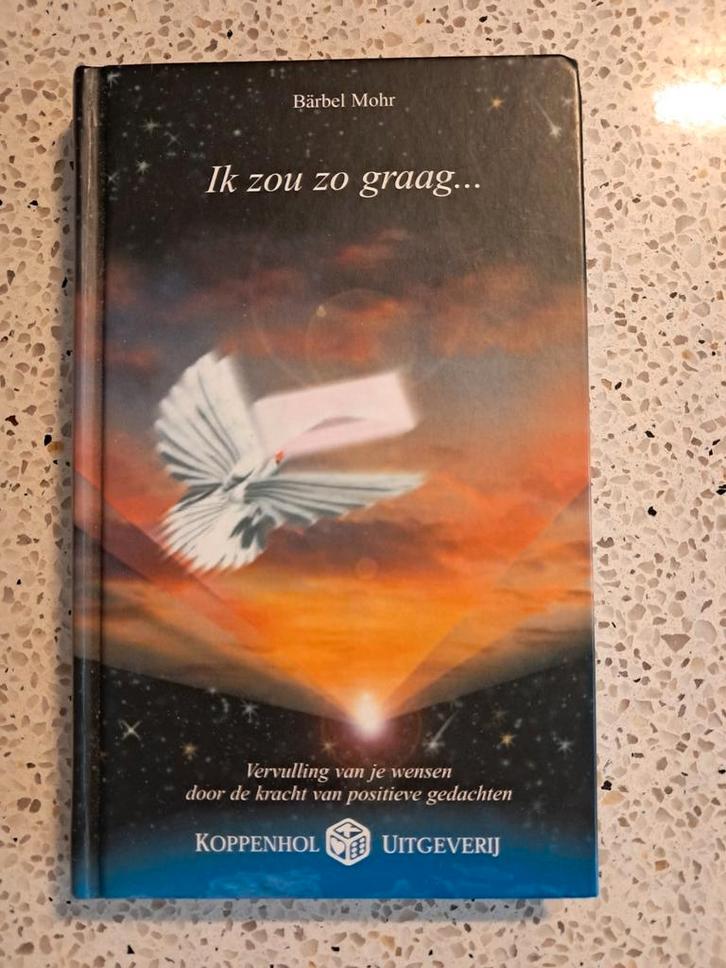 Bärbel Mohr
Ik zou zo graag...
Vervulling van je wensen
door de kracht van positieve gedachten
KOPPENHOL UITGEVERIJ